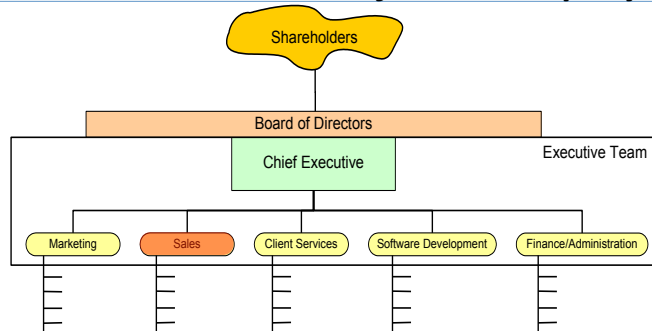 Shareholders
Board of Directors
Chief Executive
Executive Team
Marketing
Sales
Client Services
Software Development
Finance/Administration